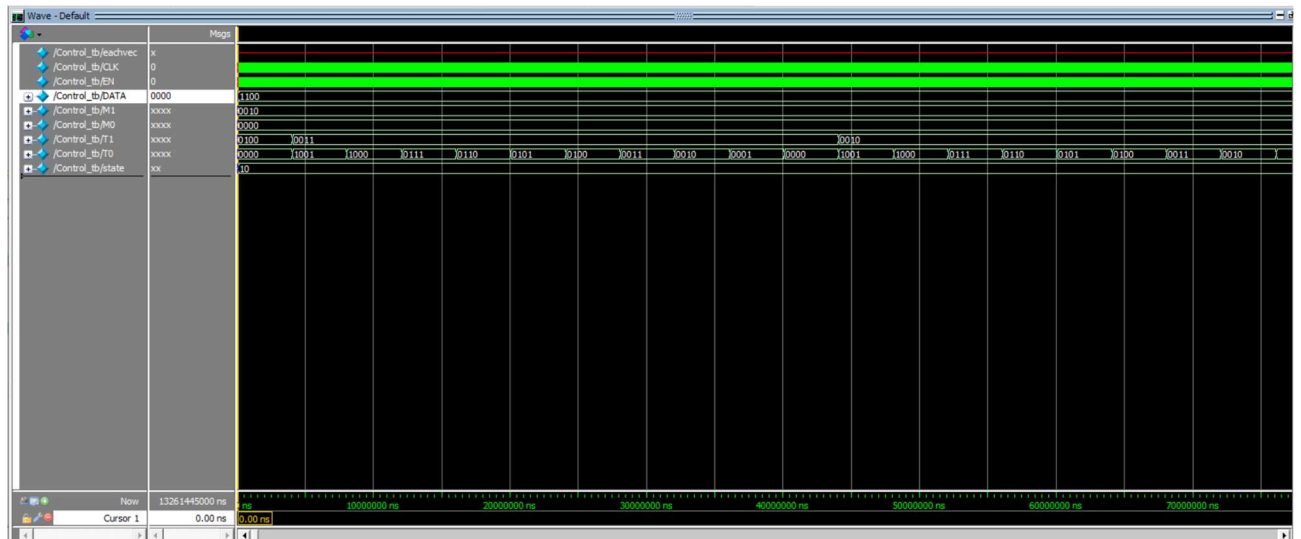 Wave - Default
Msgs
/Control_tb/eachvec x
/Control_tb/CLK 0
/Control_tb/EN 0
/Control_tb/DATA 0000 1100
/Control_tb/M1 xxxx 0010
/Control_tb/M0 xxxx 0000
/Control_tb/T1 xxxx 0100 0011 0010
/Control_tb/T0 xxxx 0000 1001 1000 0111 0110 0101 0100 0011 0010 0001 0000 1001 1000 0111 0110 0101 0100 0011 0010
/Control_tb/state xx 10
Now 13261445000 ns ns 10000000 ns 20000000 ns 30000000 ns 40000000 ns 50000000 ns 60000000 ns 70000000 ns
Cursor 1 0.00 ns 0.00 ns